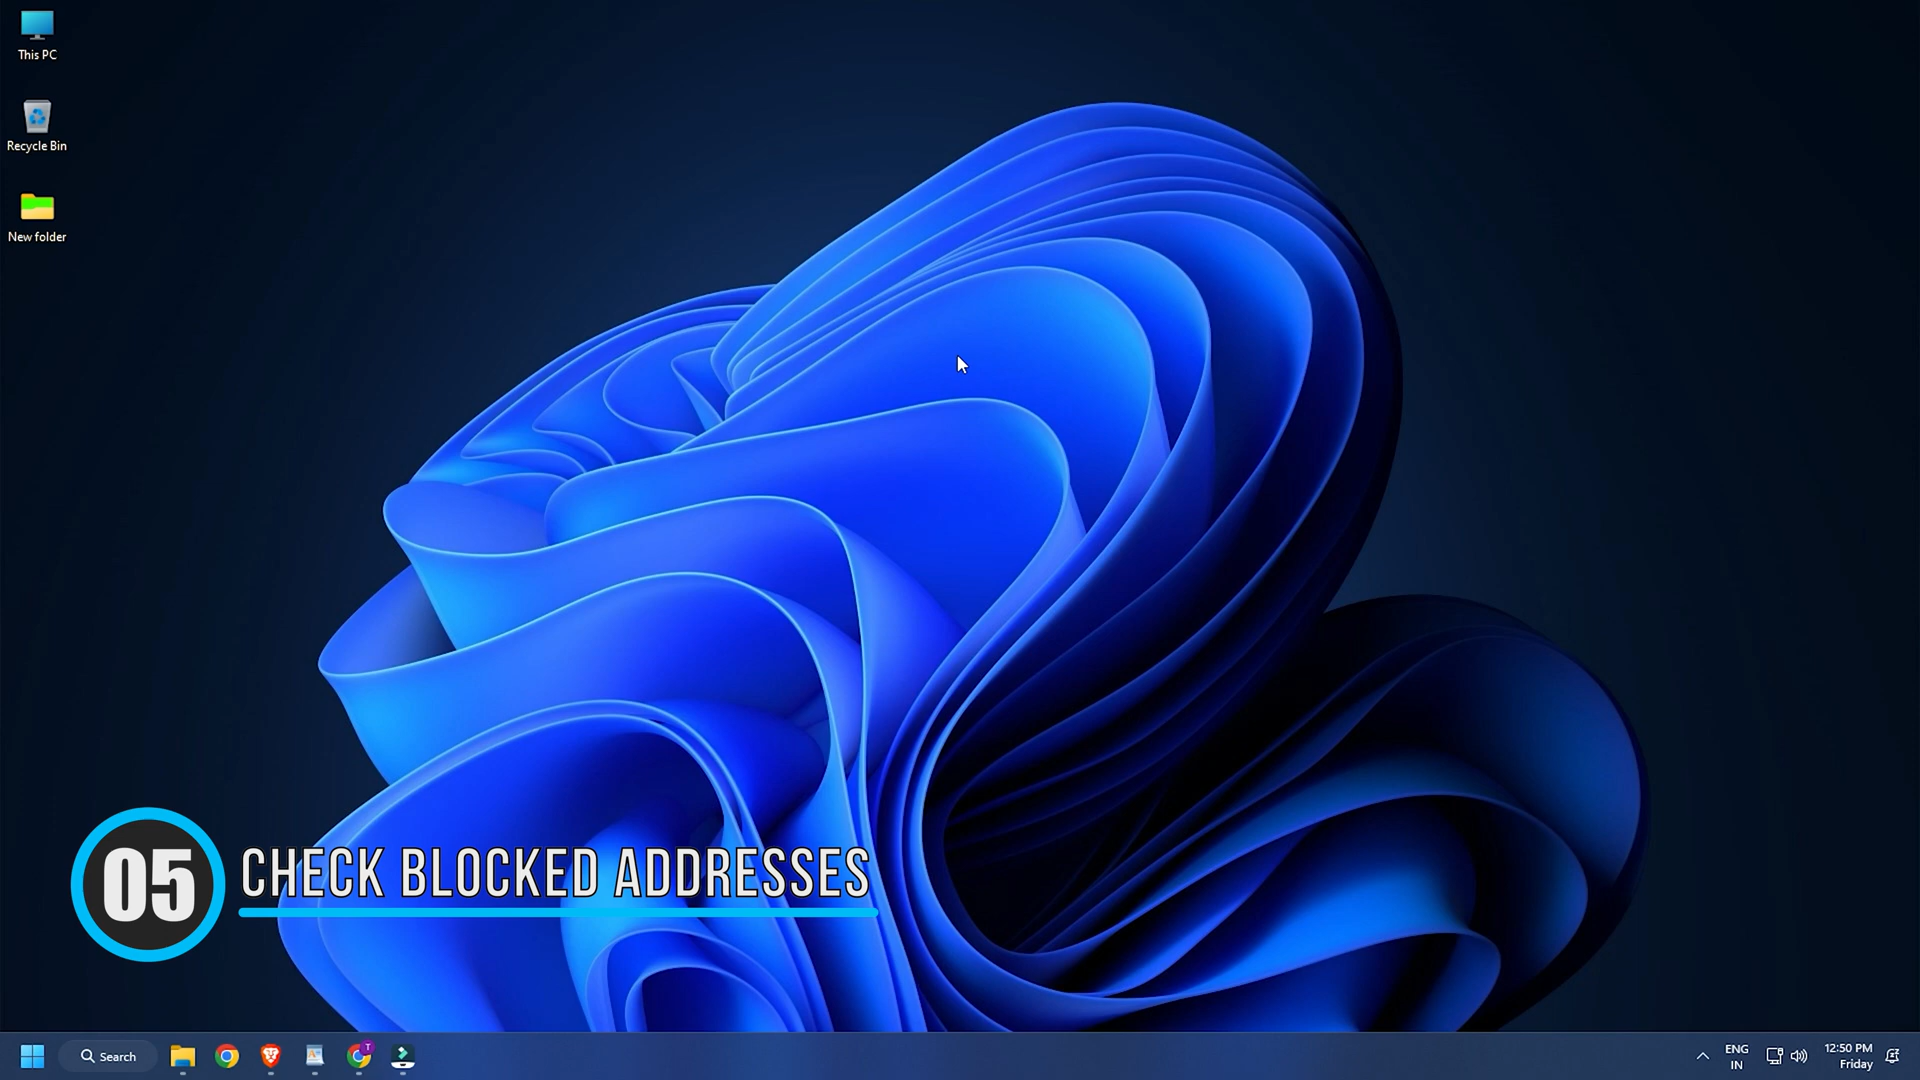 This PC
Recycle Bin
New folder
05
CHECK BLOCKED ADDRESSES
Search
T
ENG
IN
12:50 PM
Friday